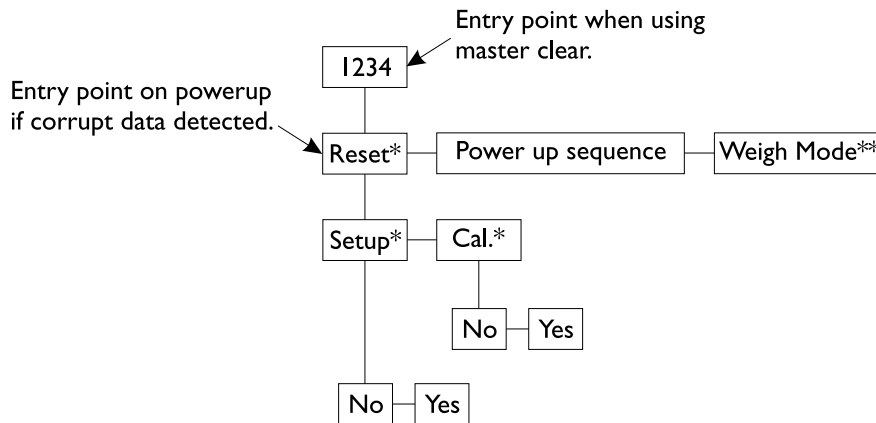 Entry point when using
master clear.
1234
Entry point on powerup
if corrupt data detected.
Reset* Power up sequence Weigh Mode**
Setup* Cal.*
No Yes
No Yes